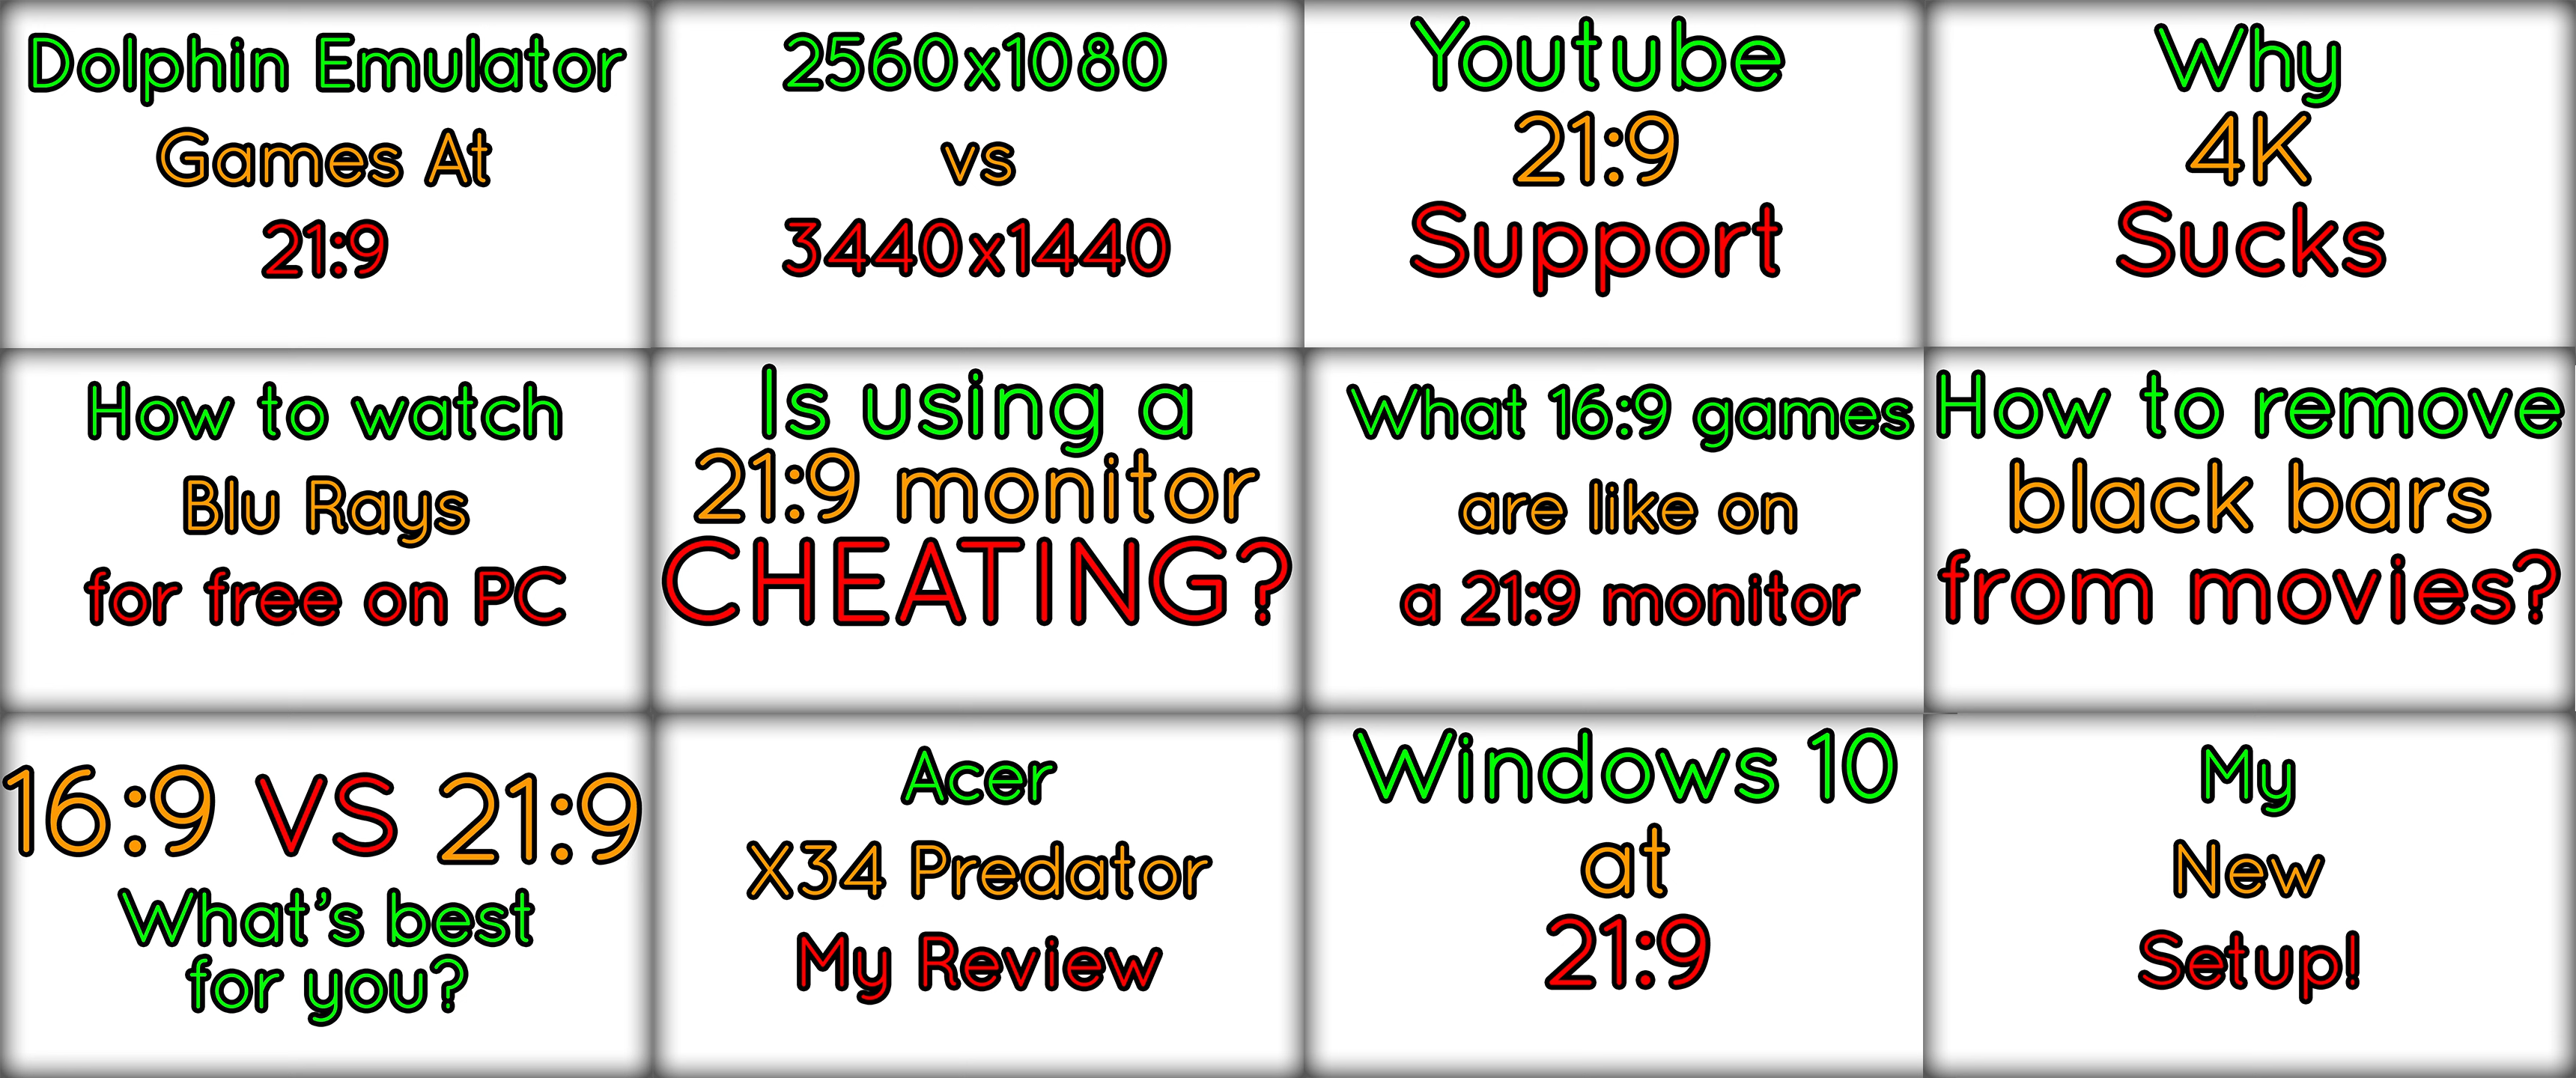 Dolphin Emulator
Games At
21:9
2560x1080
vs
3440x1440
Youtube
21:9
Support
Why
4K
Sucks
How to watch
Blu Rays
for free on PC
Is using a
21:9 monitor
CHEATING?
What 16:9 games
are like on
a 21:9 monitor
How to remove
black bars
from movies?
16:9 VS 21:9
What's best
for you?
Acer
X34 Predator
My Review
Windows 10
at
21:9
My
New
Setup!